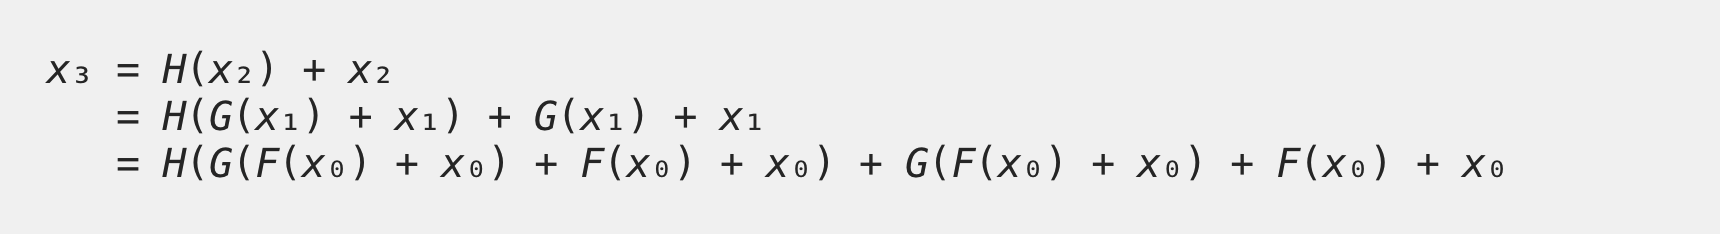 x₃ = H(x₂) + x₂
= H(G(x₁) + x₁) + G(x₁) + x₁
= H(G(F(x₀) + x₀) + F(x₀) + x₀) + G(F(x₀) + x₀) + F(x₀) + x₀